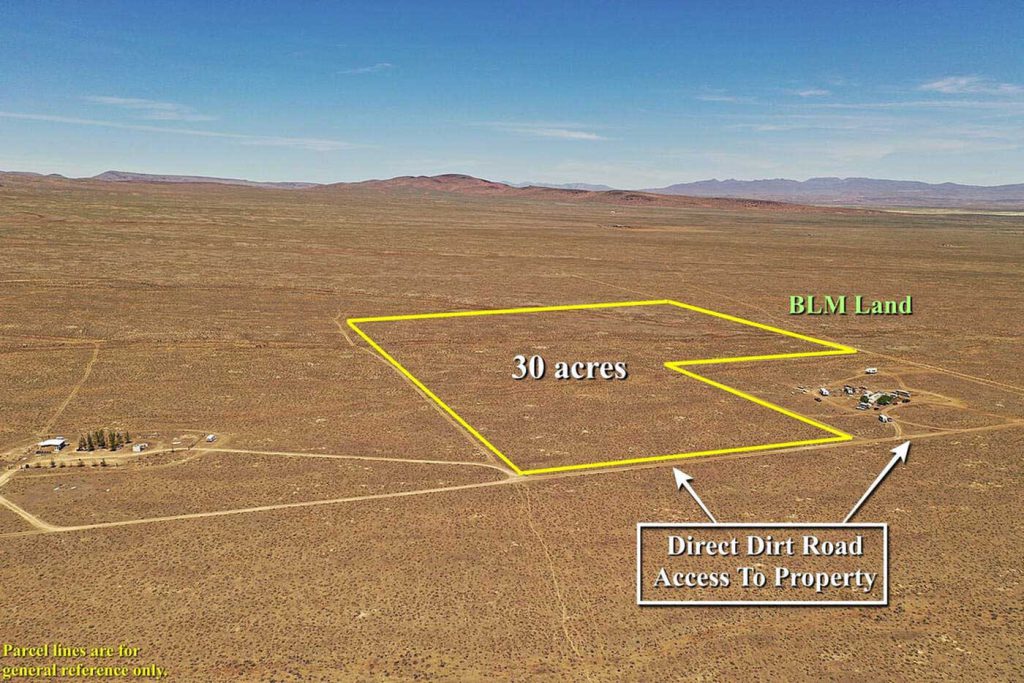 BLM Land
30 acres
Direct Dirt Road
Access To Property
Parcel lines are for
general reference only.